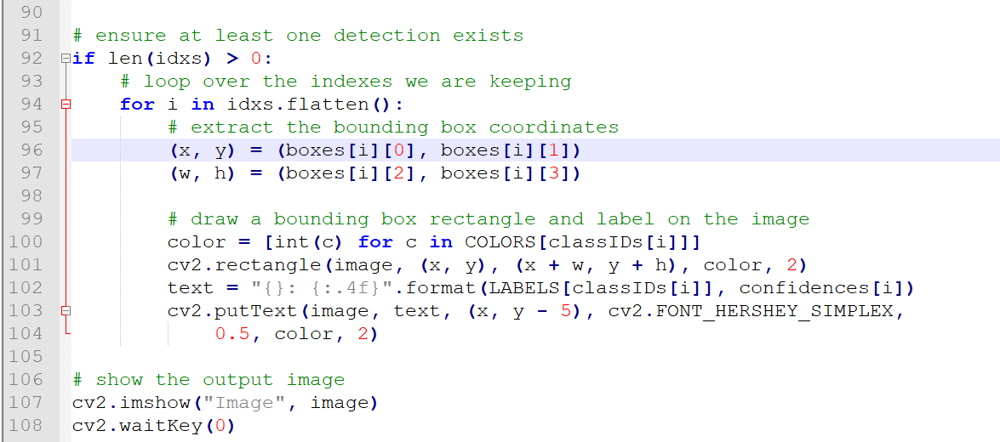 90
91 # ensure at least one detection exists
92 if len(idxs) > 0:
93     # loop over the indexes we are keeping
94     for i in idxs.flatten():
95         # extract the bounding box coordinates
96         (x, y) = (boxes[i][0], boxes[i][1])
97         (w, h) = (boxes[i][2], boxes[i][3])
98
99         # draw a bounding box rectangle and label on the image
100         color = [int(c) for c in COLORS[classIDs[i]]]
101         cv2.rectangle(image, (x, y), (x + w, y + h), color, 2)
102         text = "{}: {:.4f}".format(LABELS[classIDs[i]], confidences[i])
103         cv2.putText(image, text, (x, y - 5), cv2.FONT_HERSHEY_SIMPLEX,
104             0.5, color, 2)
105
106 # show the output image
107 cv2.imshow("Image", image)
108 cv2.waitKey(0)